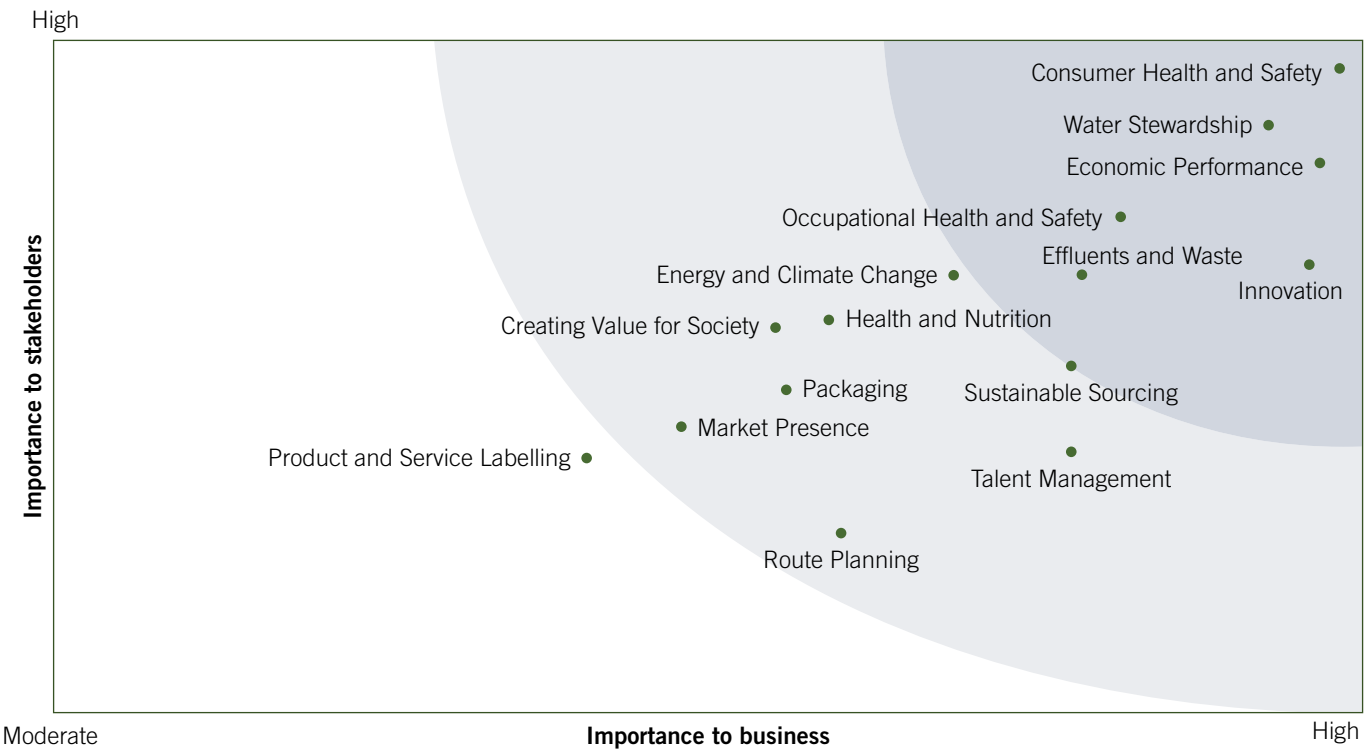 High
Consumer Health and Safety
Water Stewardship
Economic Performance
Occupational Health and Safety
Effluents and Waste
Energy and Climate Change
Innovation
Health and Nutrition
Creating Value for Society
Packaging
Sustainable Sourcing
Market Presence
Product and Service Labelling
Talent Management
Route Planning
Importance to stakeholders
Moderate
Importance to business
High